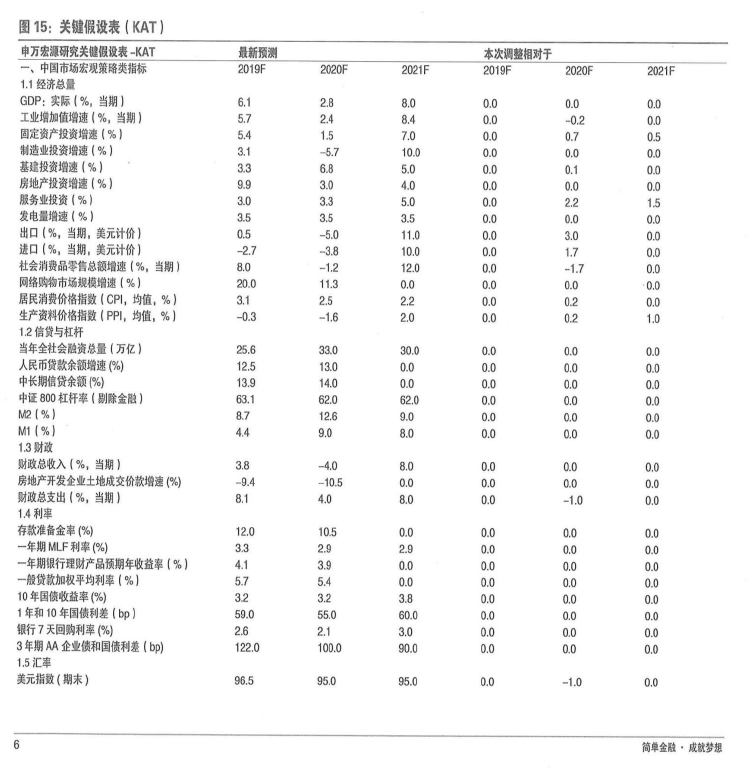 图 15：关键假设表（KAT）
申万宏源研究关键假设表 -KAT 最新预测 本次调整相对于
一、中国市场宏观策略类指标 2019F 2020F 2021F 2019F 2020F 2021F
1.1 经济总量
GDP：实际（%，当期） 6.1 2.8 8.0 0.0 0.0 0.0
工业增加值增速（%，当期） 5.7 2.4 8.4 0.0 -0.2 0.0
固定资产投资增速（%） 5.4 1.5 7.0 0.0 0.7 0.5
制造业投资增速（%） 3.1 -5.7 10.0 0.0 0.0 0.0
基建投资增速（%） 3.3 6.8 5.0 0.0 0.1 0.0
房地产投资增速（%） 9.9 3.0 4.0 0.0 0.0 0.0
服务业投资（%） 3.0 3.3 5.0 0.0 2.2 1.5
发电量增速（%） 3.5 3.5 3.5 0.0 0.0 0.0
出口（%，当期，美元计价） 0.5 -5.0 11.0 0.0 3.0 0.0
进口（%，当期，美元计价） -2.7 -3.8 10.0 0.0 1.7 0.0
社会消费品零售总额增速（%，当期） 8.0 -1.2 12.0 0.0 -1.7 0.0
网络购物市场规模增速（%） 20.0 11.3 0.0 0.0 0.0 0.0
居民消费价格指数（CPI，均值，%） 3.1 2.5 2.2 0.0 0.2 0.0
生产资料价格指数（PPI，均值，%） -0.3 -1.6 2.0 0.0 0.2 1.0
1.2 信贷与杠杆
当年全社会融资总量（万亿） 25.6 33.0 30.0 0.0 0.0 0.0
人民币贷款余额增速 (%) 12.5 13.0 0.0 0.0 0.0 0.0
中长期信贷余额 (%) 13.9 14.0 0.0 0.0 0.0 0.0
中证 800 杠杆率（剔除金融） 63.1 62.0 62.0 0.0 0.0 0.0
M2（%） 8.7 12.6 9.0 0.0 0.0 0.0
M1（%） 4.4 9.0 8.0 0.0 0.0 0.0
1.3 财政
财政总收入（%，当期） 3.8 -4.0 8.0 0.0 0.0 0.0
房地产开发企业土地成交价款增速 (%) -9.4 -10.5 0.0 0.0 0.0 0.0
财政总支出（%，当期） 8.1 4.0 8.0 0.0 -1.0 0.0
1.4 利率
存款准备金率 (%) 12.0 10.5 0.0 0.0 0.0 0.0
一年期 MLF 利率 (%) 3.3 2.9 2.9 0.0 0.0 0.0
一年期银行理财产品预期年收益率（%） 4.1 3.9 0.0 0.0 0.0 0.0
一般贷款加权平均利率（%） 5.7 5.4 0.0 0.0 0.0 0.0
10 年国债收益率 (%) 3.2 3.2 3.8 0.0 0.0 0.0
1 年和 10 年国债利差（bp） 59.0 55.0 60.0 0.0 0.0 0.0
银行 7 天回购利率 (%) 2.6 2.1 3.0 0.0 0.0 0.0
3 年期 AA 企业债和国债利差（bp) 122.0 100.0 90.0 0.0 0.0 0.0
1.5 汇率
美元指数（期末） 96.5 95.0 95.0 0.0 -1.0 0.0
6 简单金融 · 成就梦想